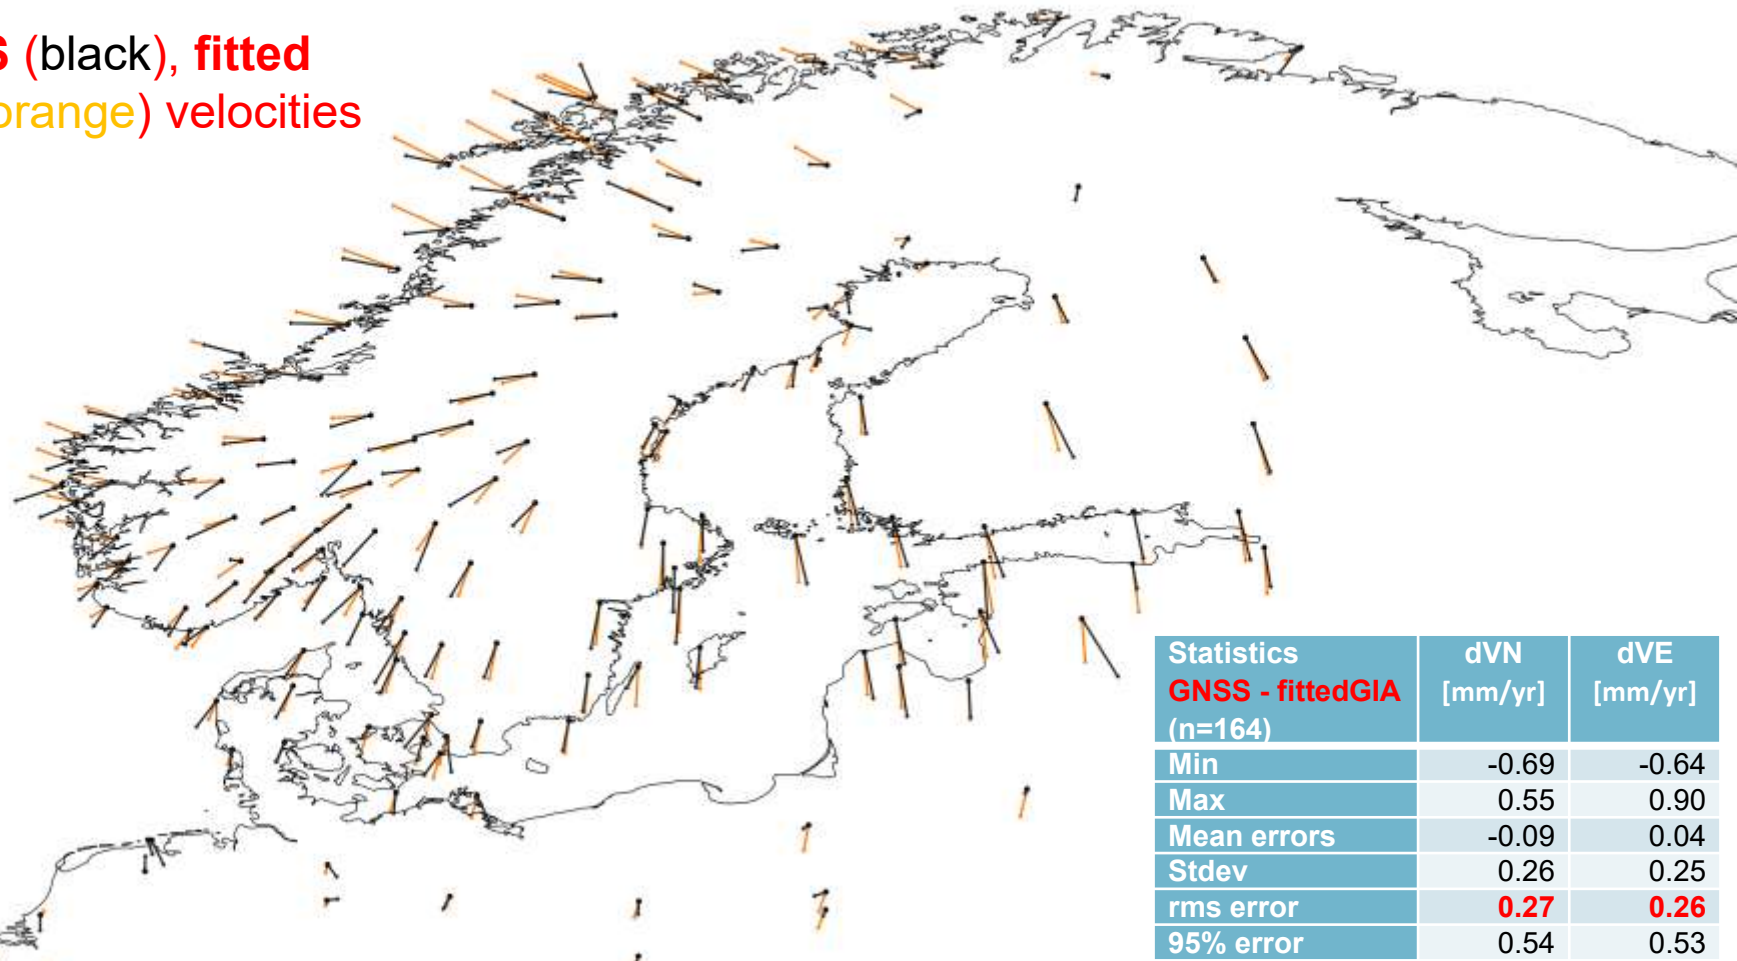 S (black), fitted
orange) velocities
Statistics dVN dVE
GNSS - fittedGIA [mm/yr] [mm/yr]
(n=164)
Min -0.69 -0.64
Max 0.55 0.90
Mean errors -0.09 0.04
Stdev 0.26 0.25
rms error 0.27 0.26
95% error 0.54 0.53